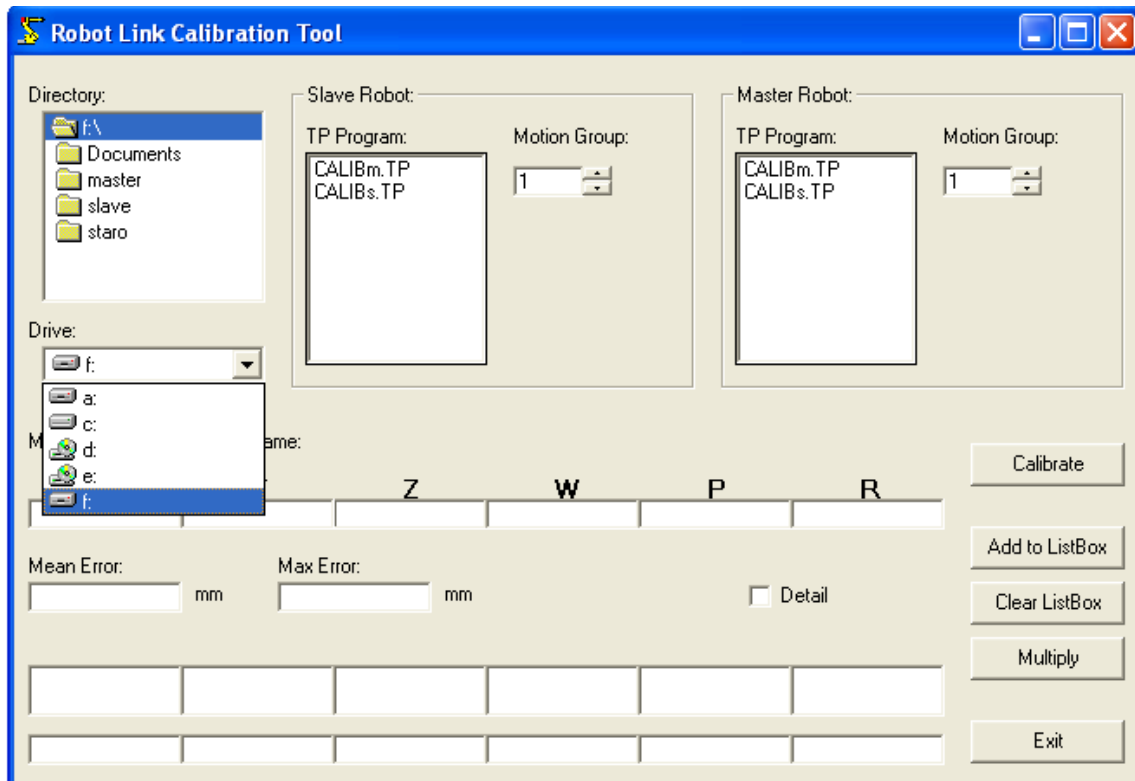 Robot Link Calibration Tool
Directory:
f:\
Documents
master
slave
staro
Drive:
f:
a:
c:
d:
e:
f:
Slave Robot:
TP Program:
CALIBm.TP
CALIBs.TP
Motion Group:
1
Master Robot:
TP Program:
CALIBm.TP
CALIBs.TP
Motion Group:
1
Z W P R
Mean Error:
mm
Max Error:
mm
Detail
Calibrate
Add to ListBox
Clear ListBox
Multiply
Exit